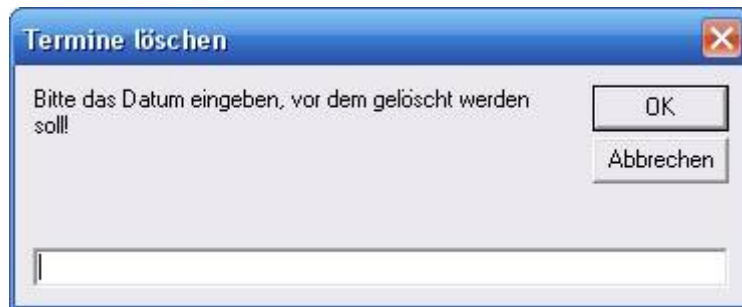 Termine löschen
Bitte das Datum eingeben, vor dem gelöscht werden
soll!
OK
Abbrechen